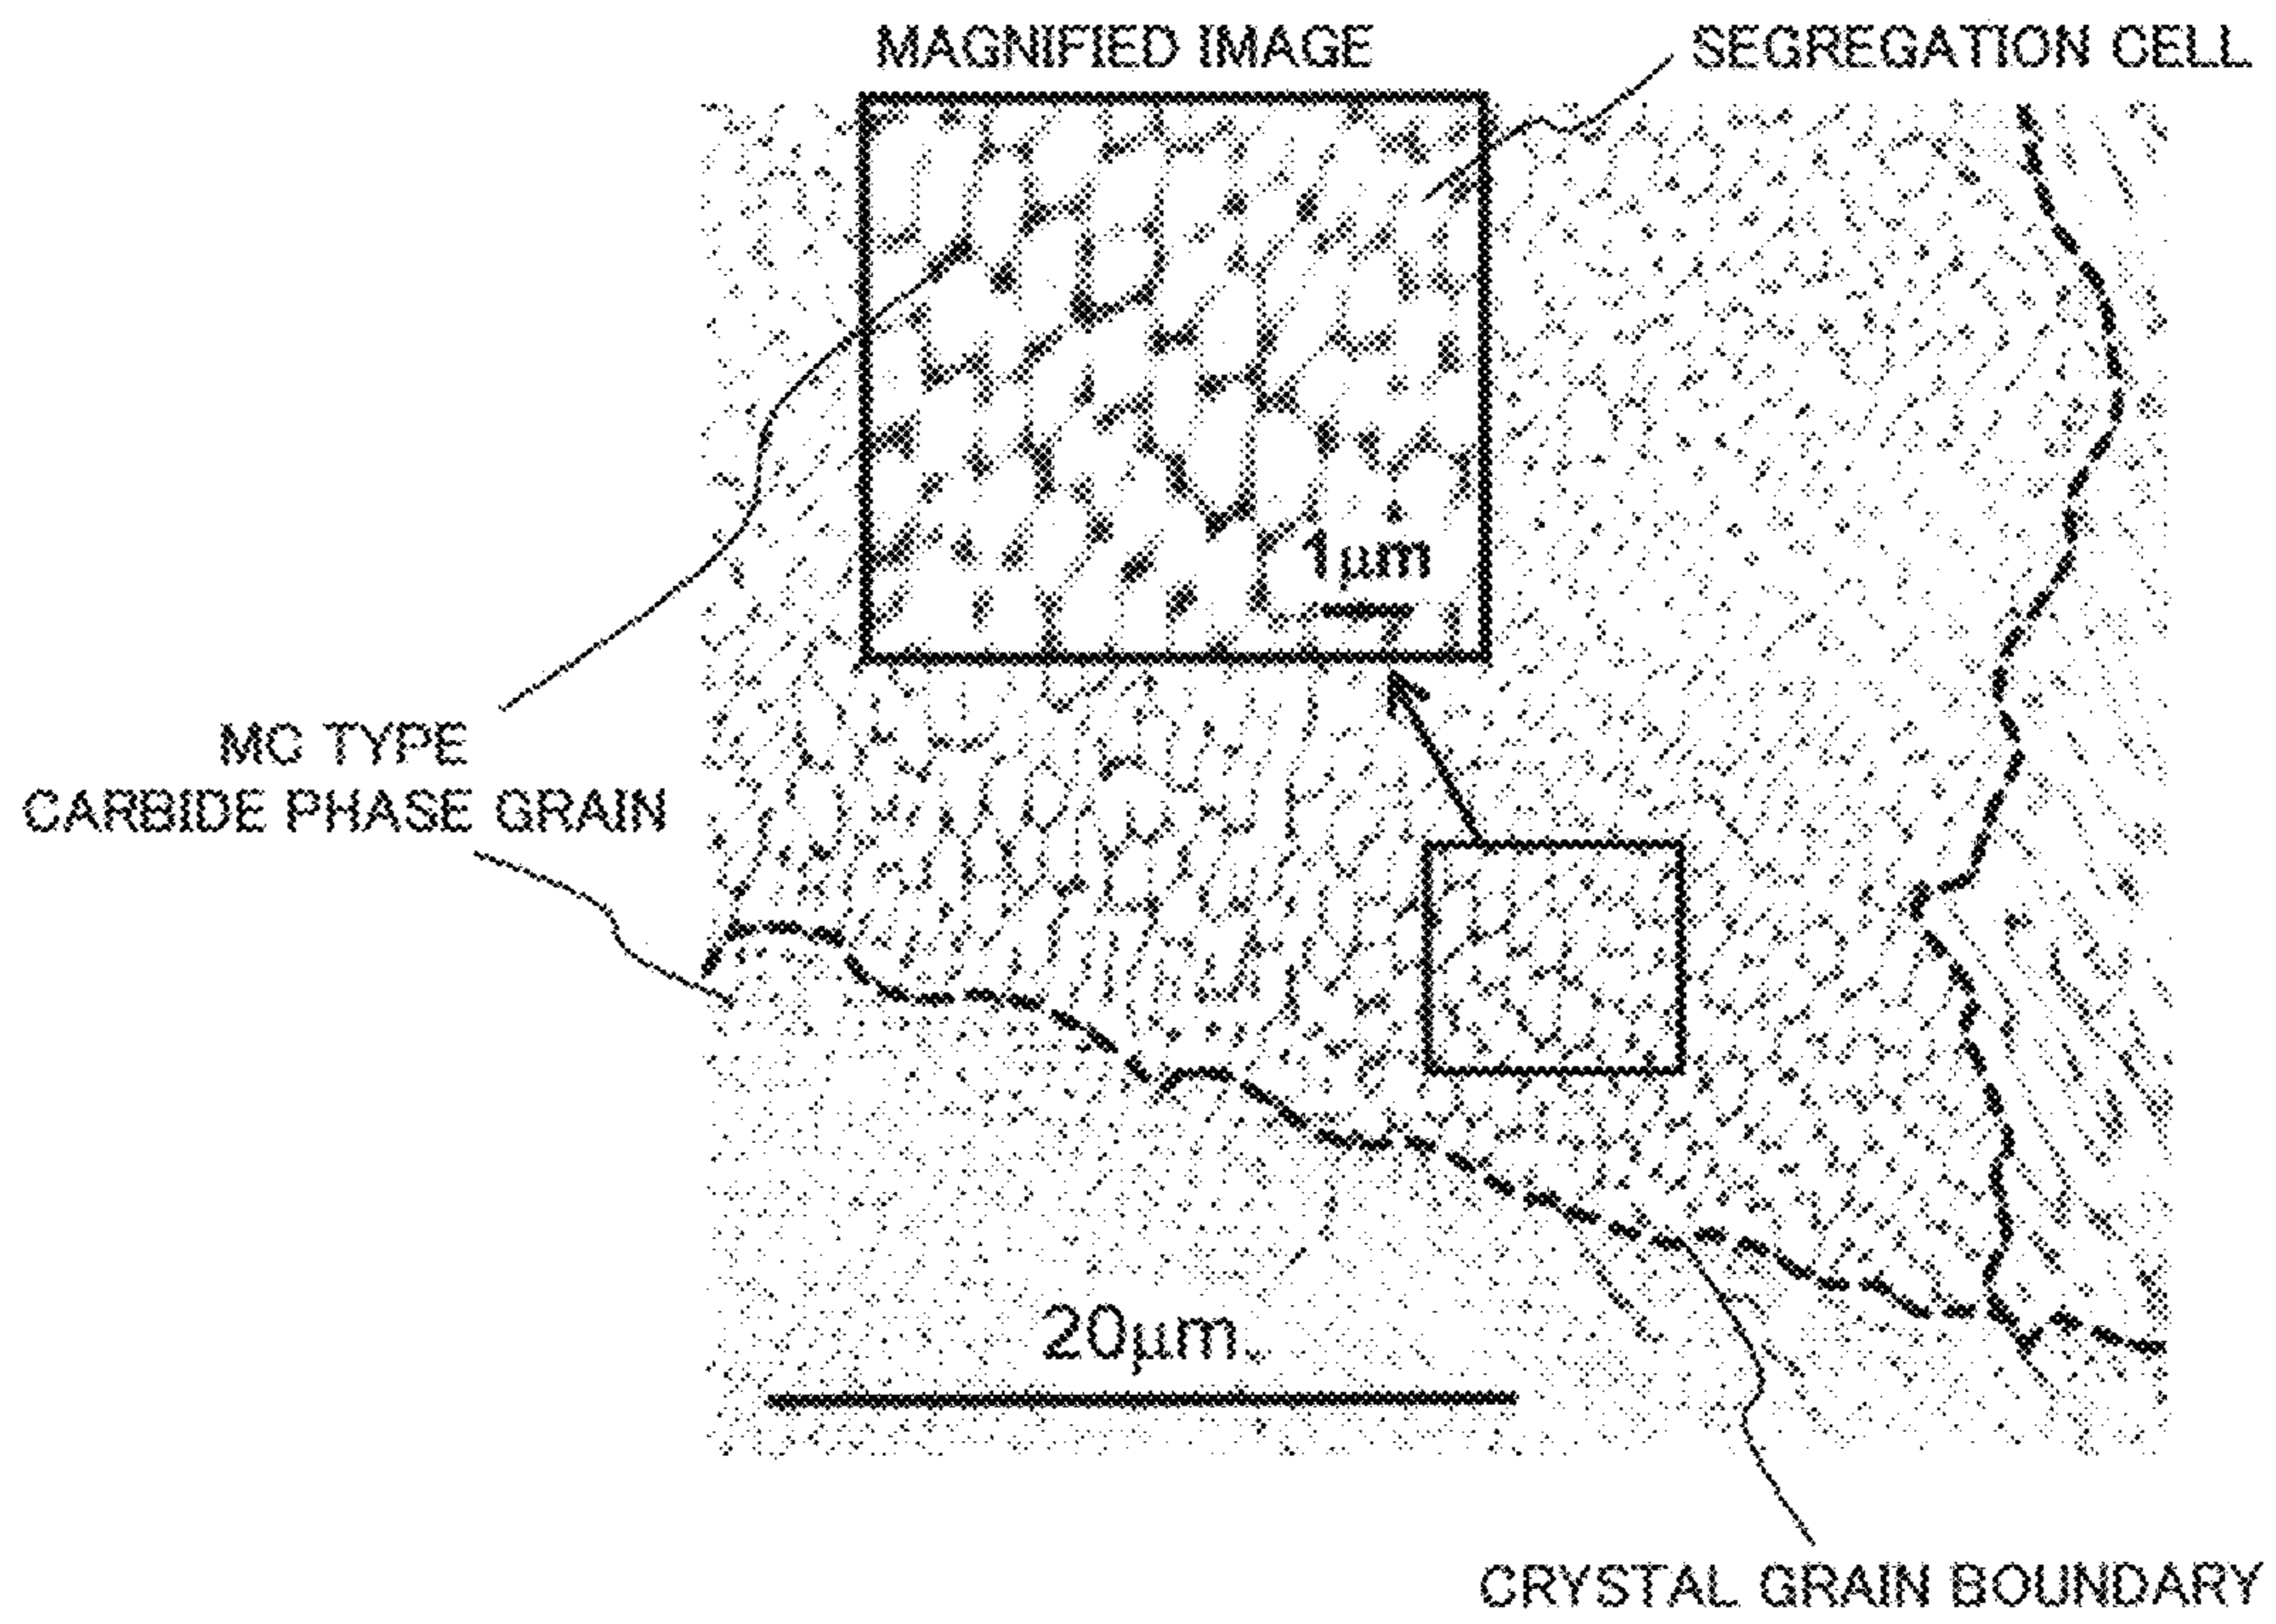 MAGNIFIED IMAGE
SEGREGATION CELL
1μm
MC TYPE
CARBIDE PHASE GRAIN
20μm
CRYSTAL GRAIN BOUNDARY